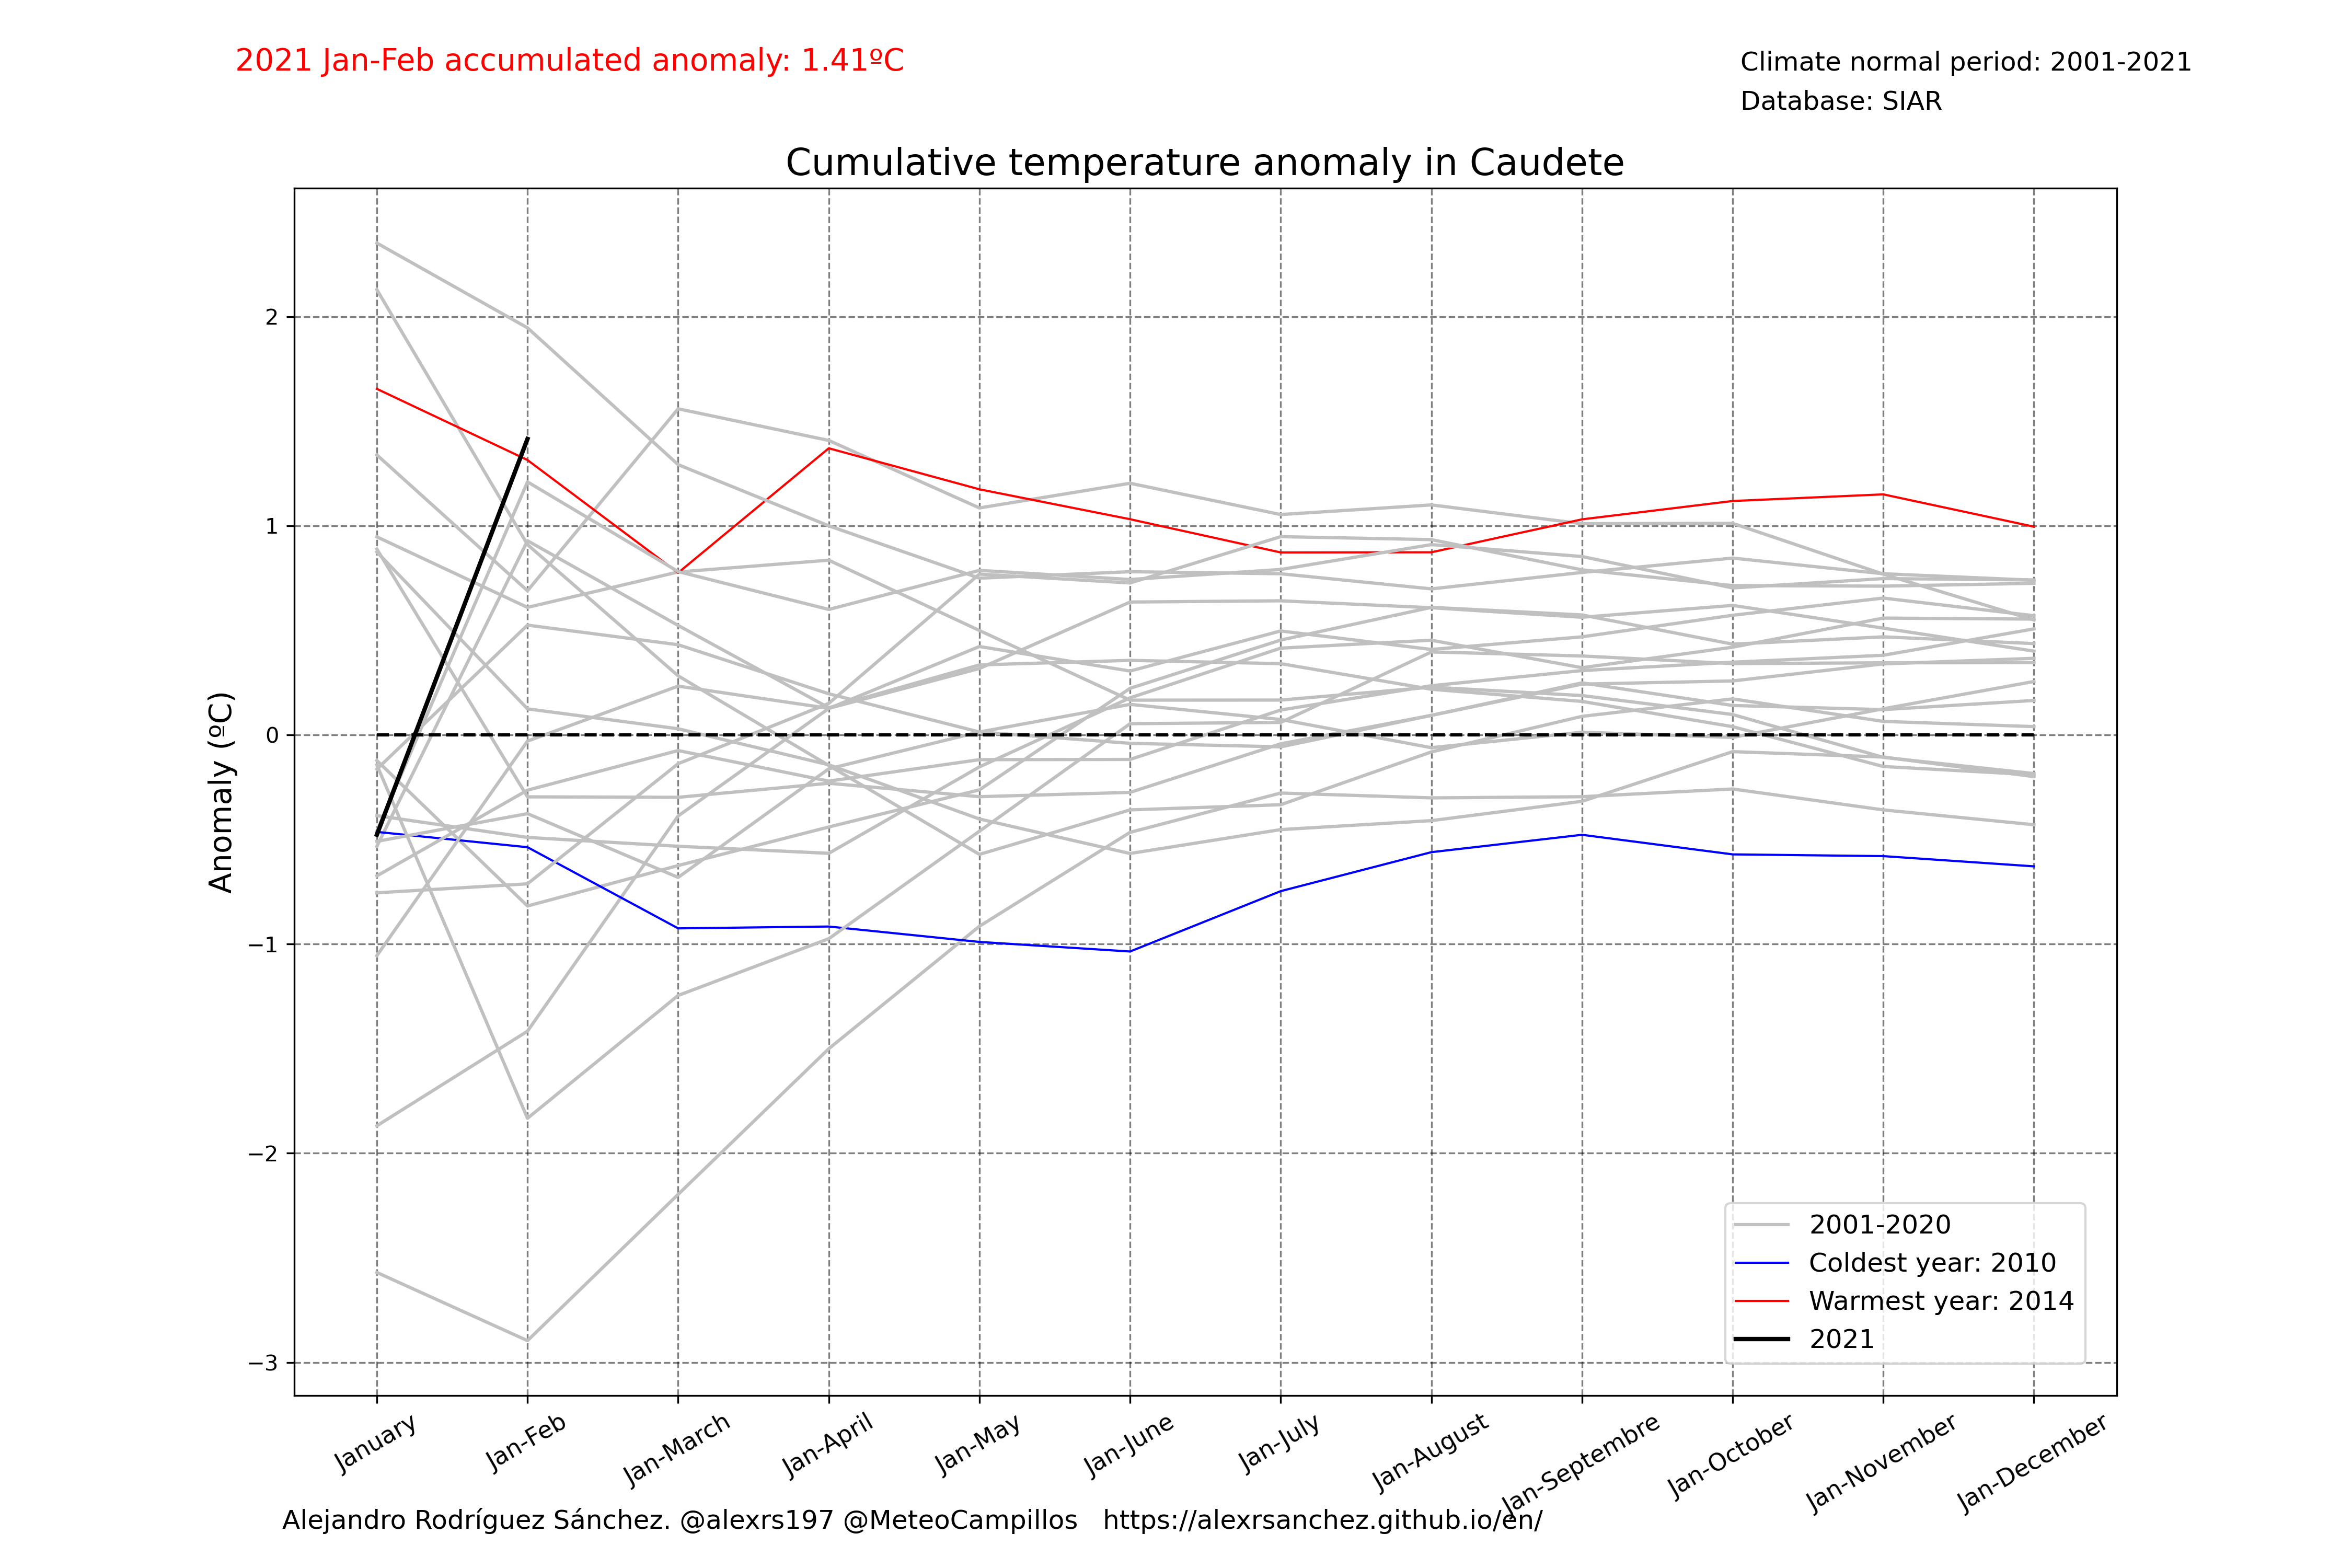 2021 Jan-Feb accumulated anomaly: 1.41ºC
Climate normal period: 2001-2021
Database: SIAR
Cumulative temperature anomaly in Caudete
Anomaly (ºC)
2
1
0
−1
−2
−3
2001-2020
Coldest year: 2010
Warmest year: 2014
2021
January
Jan-Feb
Jan-March
Jan-April
Jan-May
Jan-June
Jan-July
Jan-August
Jan-Septembre
Jan-October
Jan-November
Jan-December
Alejandro Rodríguez Sánchez. @alexrs197 @MeteoCampillos https://alexrsanchez.github.io/en/